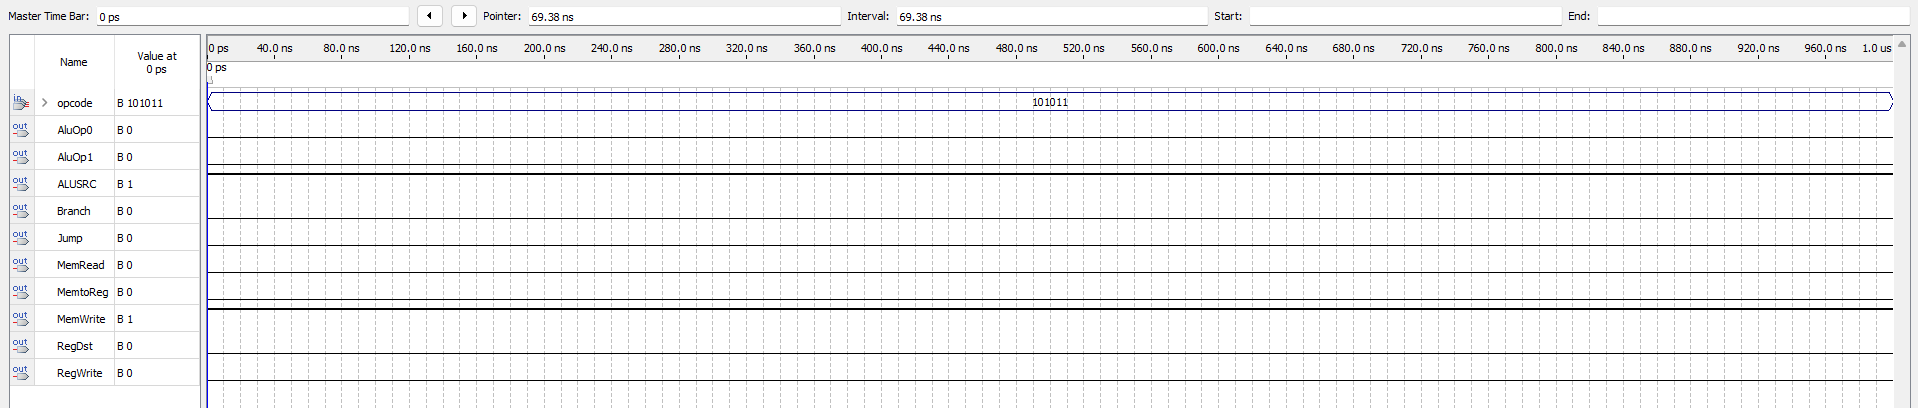 Master Time Bar: 0 ps Pointer: 69.38 ns Interval: 69.38 ns Start: End:
Name Value at 0 ps
0 ps 40.0 ns 80.0 ns 120.0 ns 160.0 ns 200.0 ns 240.0 ns 280.0 ns 320.0 ns 360.0 ns 400.0 ns 440.0 ns 480.0 ns 520.0 ns 560.0 ns 600.0 ns 640.0 ns 680.0 ns 720.0 ns 760.0 ns 800.0 ns 840.0 ns 880.0 ns 920.0 ns 960.0 ns 1.0 us
0 ps
in opcode B 101011 101011
out AluOp0 B 0
out AluOp1 B 0
out ALUSRC B 1
out Branch B 0
out Jump B 0
out MemRead B 0
out MemtoReg B 0
out MemWrite B 1
out RegDst B 0
out RegWrite B 0